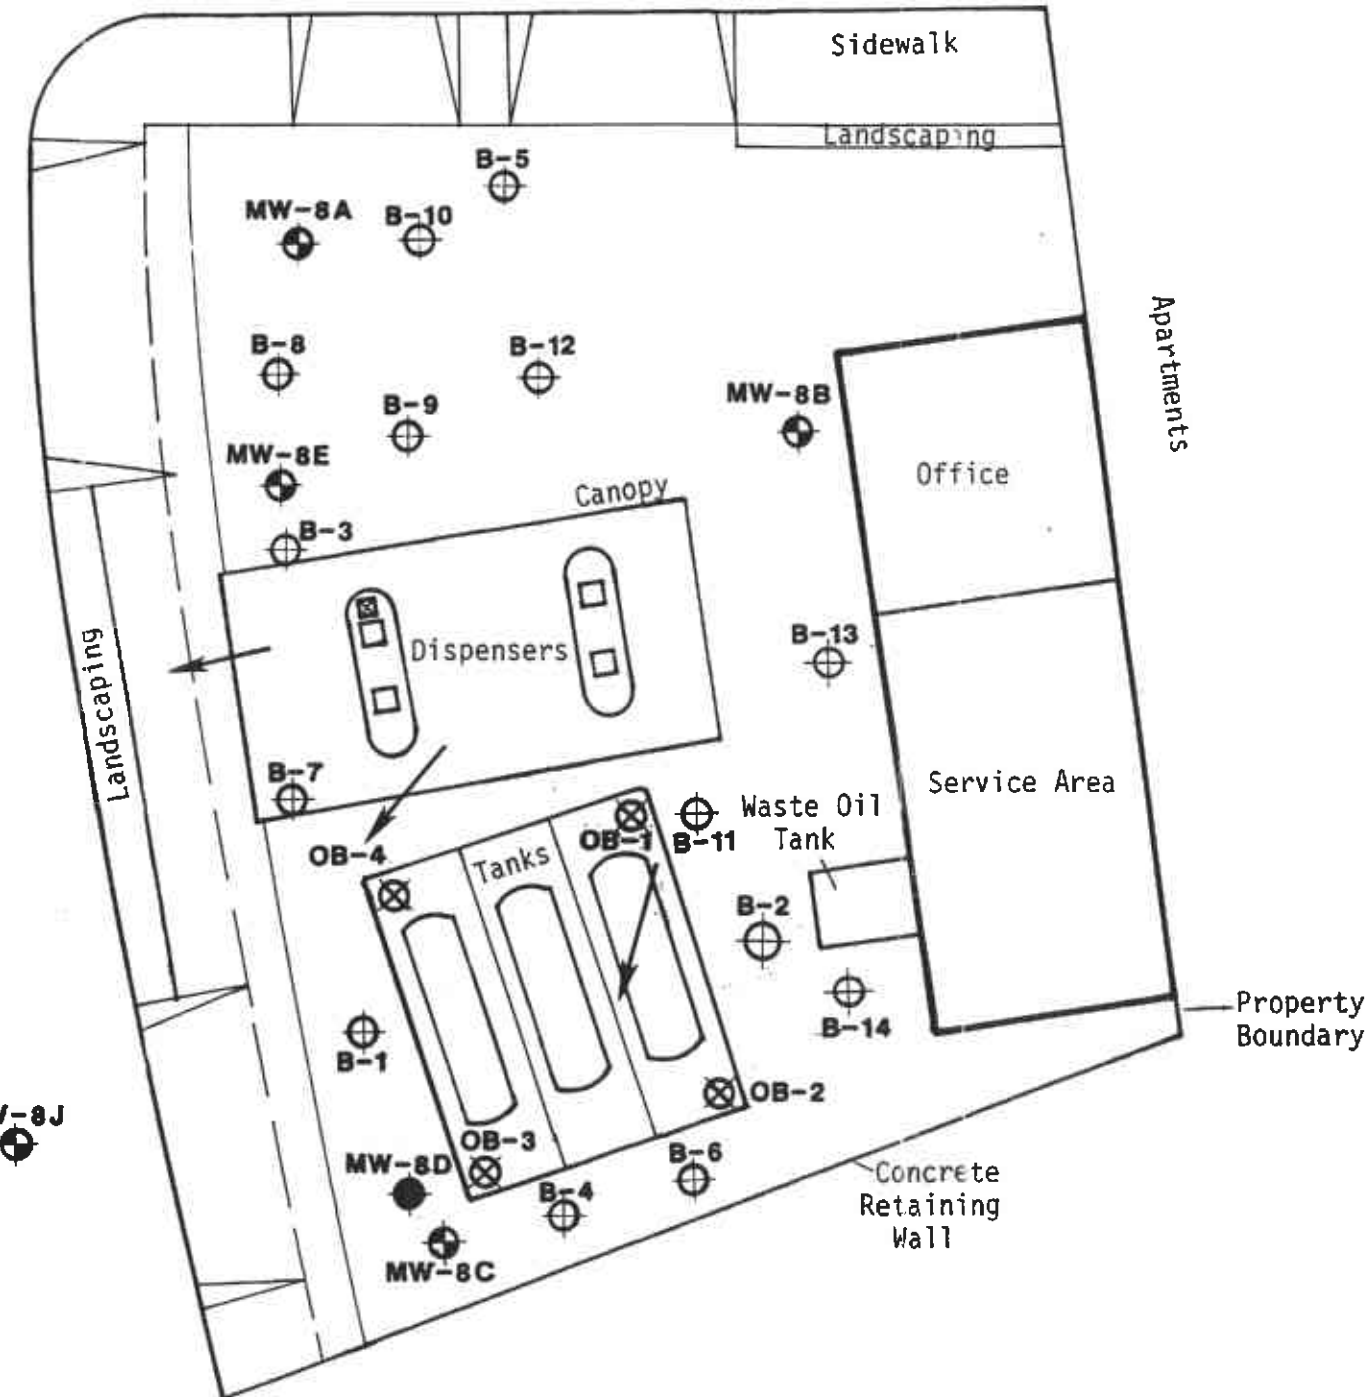 Sidewalk
Landscaping
B-5
MW-8A
B-10
Apartments
B-8
B-12
MW-8B
B-9
MW-8E
Office
Canopy
B-3
B-13
Dispensers
Landscaping
B-7
Service Area
Waste Oil
Tank
OB-1
B-11
OB-4
Tanks
B-2
Property
Boundary
B-14
B-1
OB-2
-8J
OB-3
B-6
MW-8D
Concrete
Retaining
Wall
B-4
MW-8C